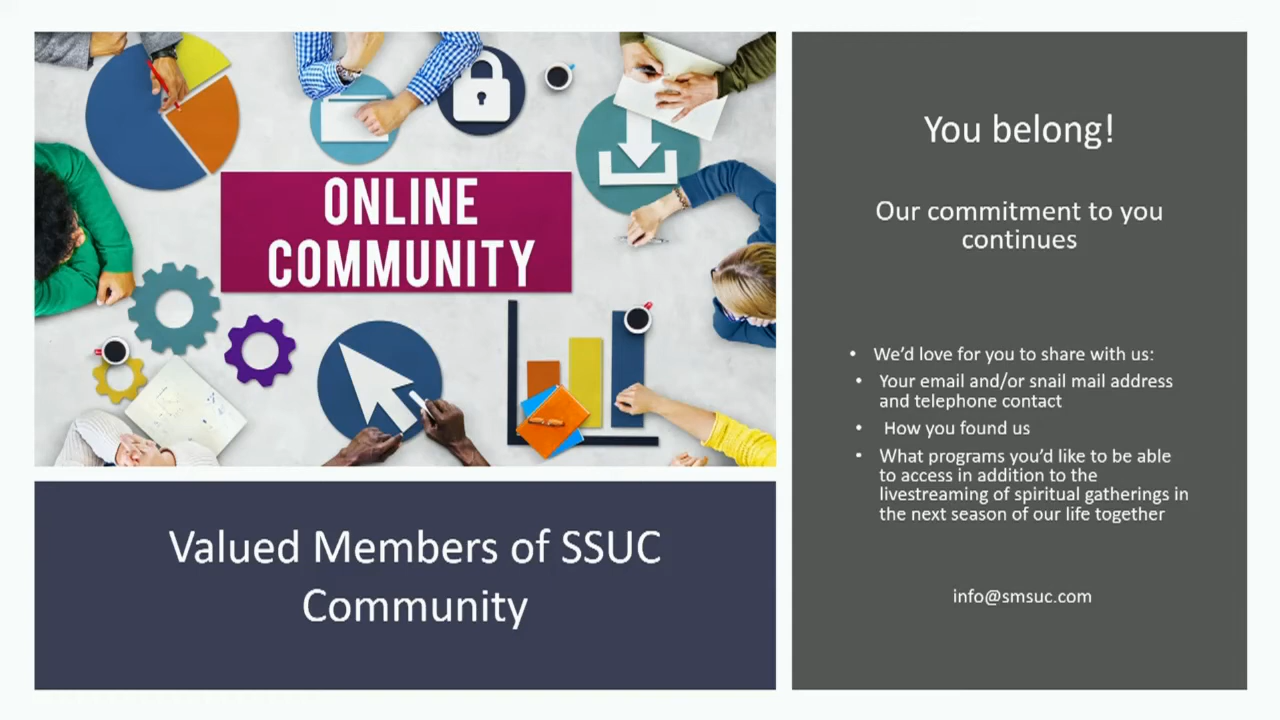 ONLINE
COMMUNITY
Valued Members of SSUC
Community
You belong!
Our commitment to you
continues
• We'd love for you to share with us:
• Your email and/or snail mail address
and telephone contact
• How you found us
• What programs you'd like to be able
to access in addition to the
livestreaming of spiritual gatherings in
the next season of our life together
info@smsuc.com